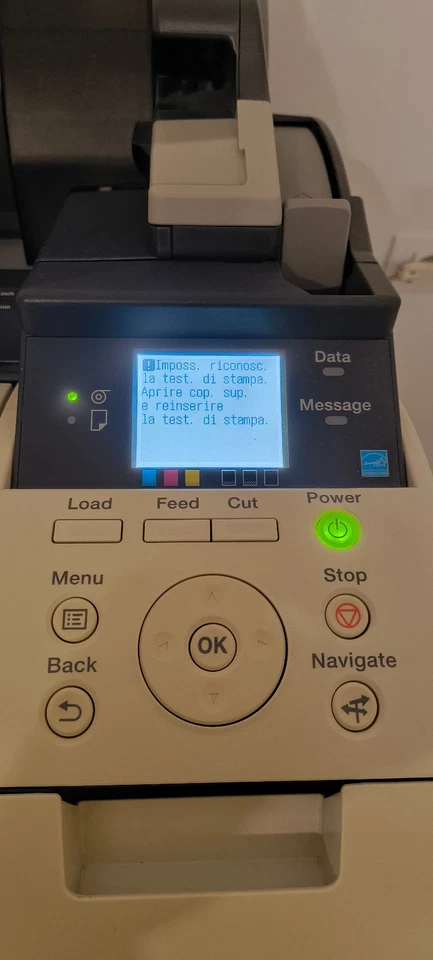 Imposs. riconosc.
la test. di stampa.
Aprire cop. sup.
e reinserire
la test. di stampa.
Data
Message
Load
Feed
Cut
Power
Menu
Stop
OK
Back
Navigate